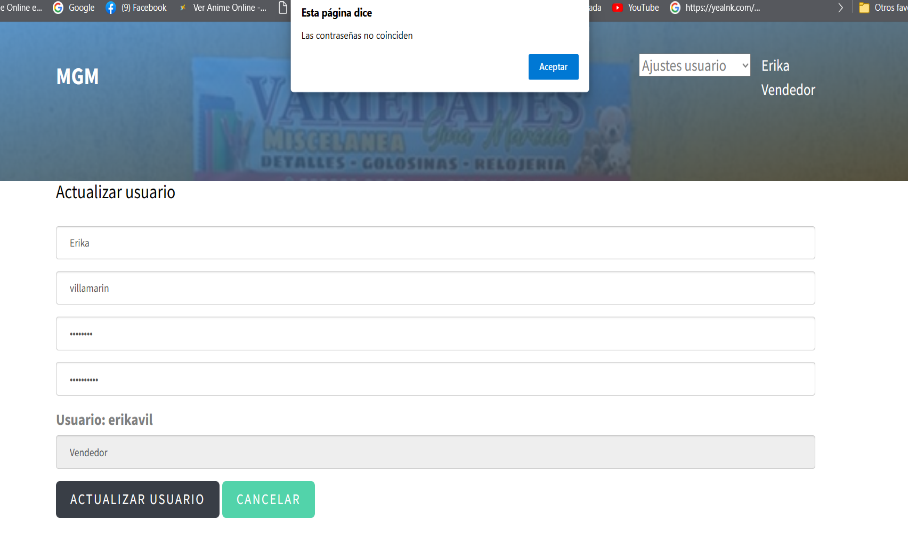 e Online e...
Google
(9) Facebook
Ver Anime Online -...
ada
YouTube
https://yealnk.com/...
Otros fav
Esta página dice
Las contraseñas no coinciden
Aceptar
MGM
Ajustes usuario
Erika
Vendedor
VARIEDADES
MISCELANEA Gina Marcela
DETALLES - GOLOSINAS - RELOJERIA
Actualizar usuario
Erika
villamarin
••••••••
••••••••••
Usuario: erikavil
Vendedor
ACTUALIZAR USUARIO
CANCELAR